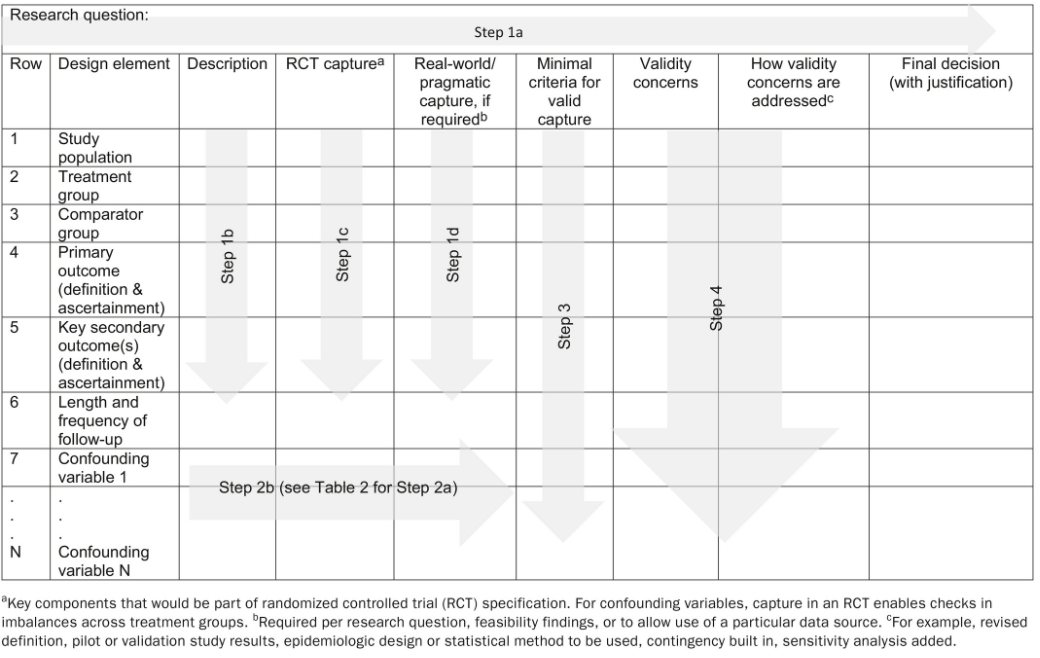 Research question:
Step 1a
Row Design element Description RCT captureᵃ Real-world/ Minimal Validity How validity Final decision
pragmatic criteria for concerns concerns are (with justification)
capture, if valid addressedᶜ
requiredᵇ capture
1 Study
population
2 Treatment
group
3 Comparator
group
4 Primary
outcome
(definition &
ascertainment)
5 Key secondary
outcome(s)
(definition &
ascertainment)
6 Length and
frequency of
follow-up
Step 1b
Step 1c
Step 1d
Step 3
Step 4
7 Confounding
variable 1
Step 2b (see Table 2 for Step 2a)
. .
. .
. .
N Confounding
variable N
ᵃKey components that would be part of randomized controlled trial (RCT) specification. For confounding variables, capture in an RCT enables checks in
imbalances across treatment groups. ᵇRequired per research question, feasibility findings, or to allow use of a particular data source. ᶜFor example, revised
definition, pilot or validation study results, epidemiologic design or statistical method to be used, contingency built in, sensitivity analysis added.